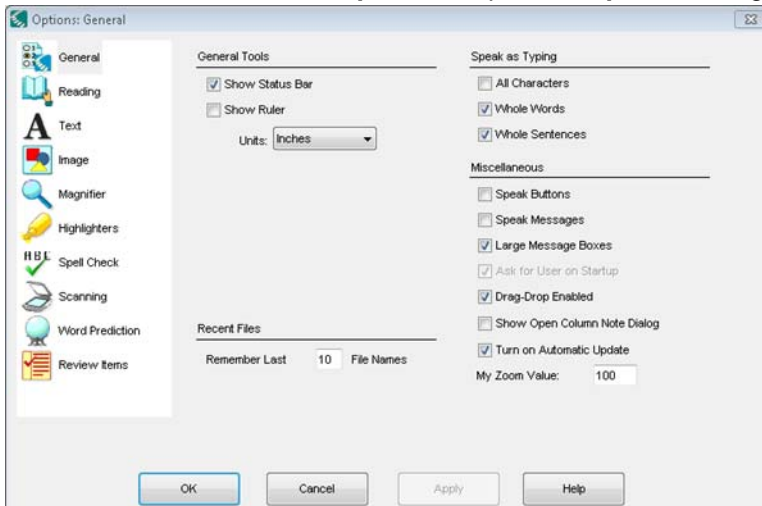 Options: General
General
Reading
Text
Image
Magnifier
Highlighters
Spell Check
Scanning
Word Prediction
Review Items
General Tools
Show Status Bar
Show Ruler
Units: Inches
Recent Files
Remember Last 10 File Names
Speak as Typing
All Characters
Whole Words
Whole Sentences
Miscellaneous
Speak Buttons
Speak Messages
Large Message Boxes
Ask for User on Startup
Drag-Drop Enabled
Show Open Column Note Dialog
Turn on Automatic Update
My Zoom Value: 100
OK Cancel Apply Help